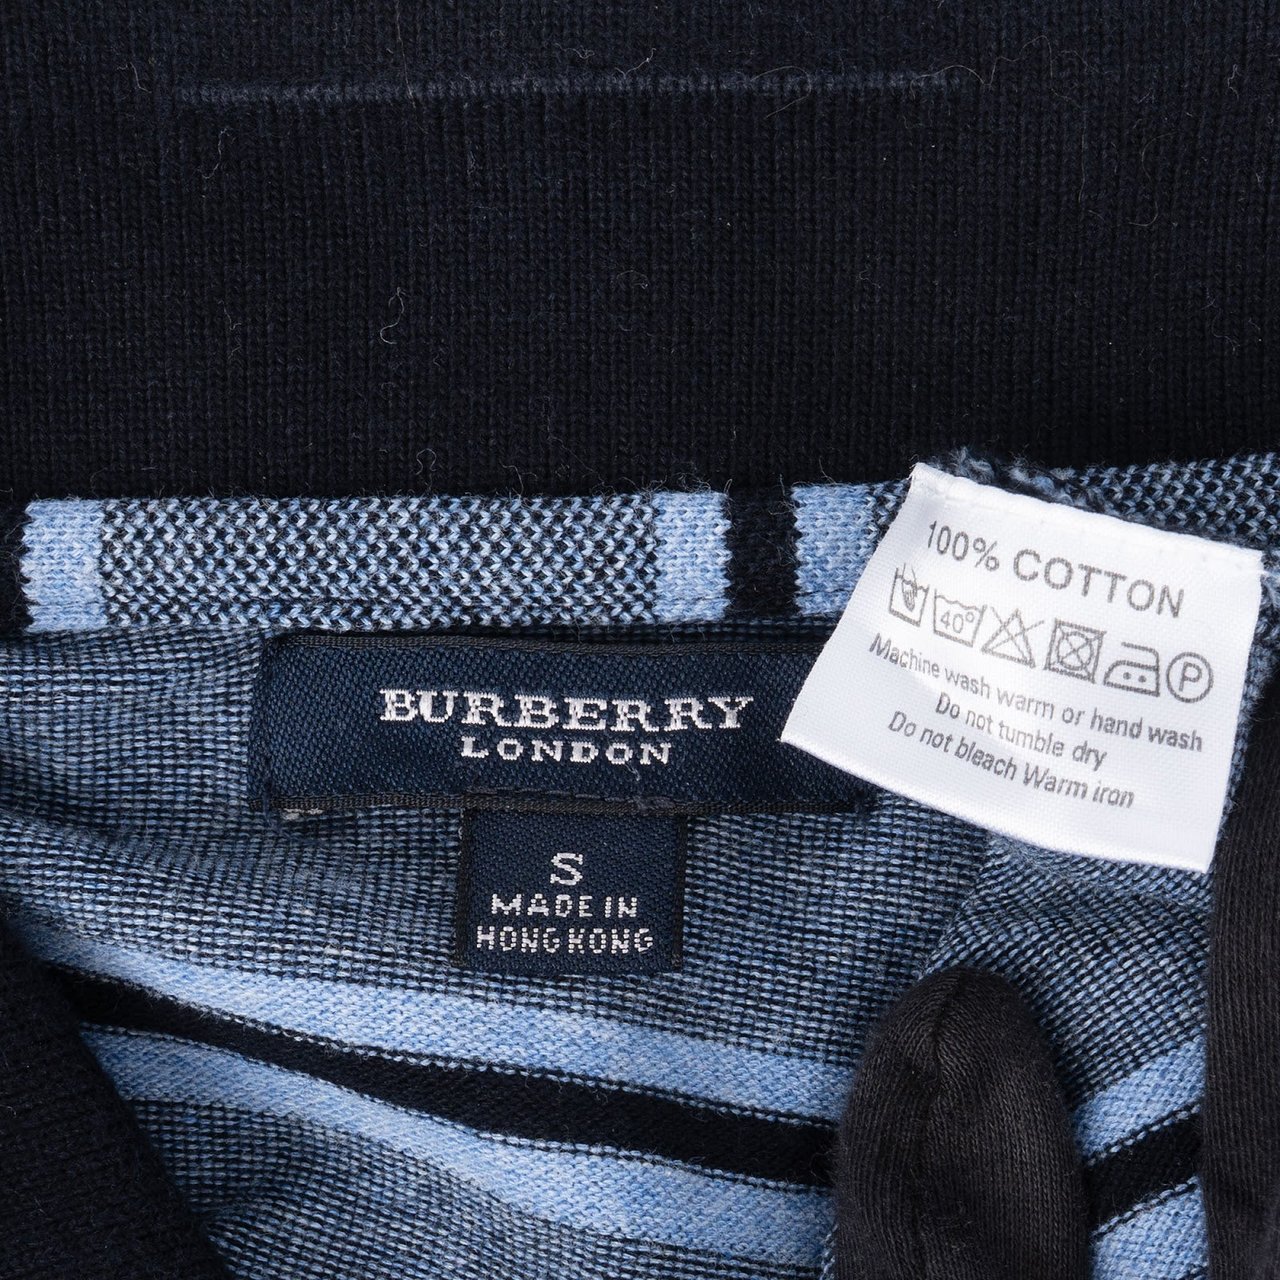 BURBERRY
LONDON
S
MADE IN
HONG KONG
100% COTTON
40°
P
Machine wash warm or hand wash
Do not tumble dry
Do not bleach Warm iron